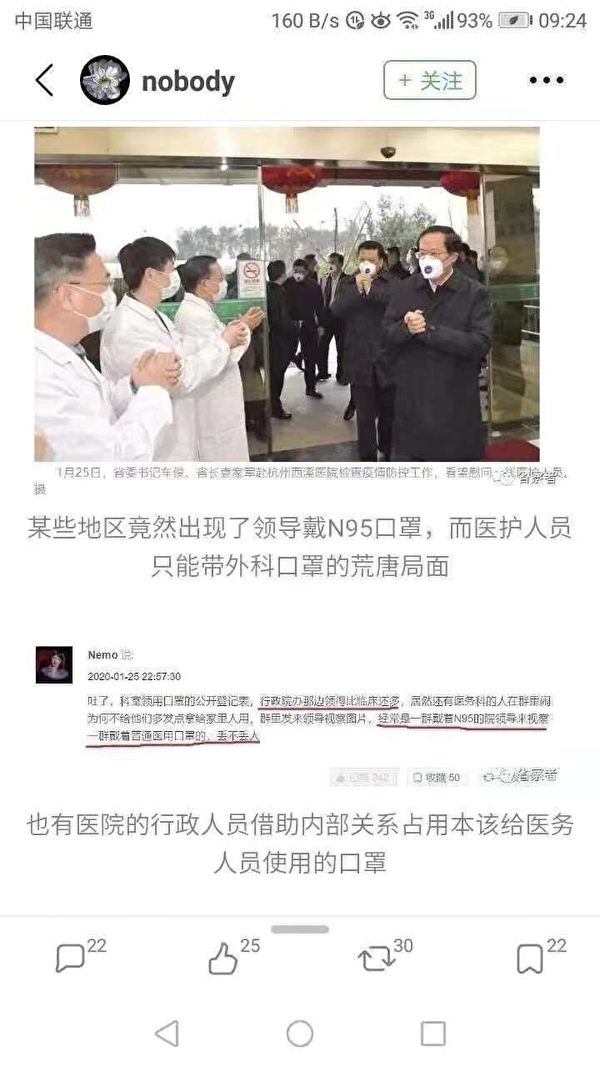 中国联通
160 B/s
3G
93%
09:24
nobody
+ 关注
1月25日,省委书记车俊、省长袁家军赴杭州西溪医院检查疫情防控工作,看望慰问一线医护人员。
摄
省察者
某些地区竟然出现了领导戴N95口罩,而医护人员
只能带外科口罩的荒唐局面
Nemo 说:
2020-01-25 22:57:30
吐了,科室领用口罩的公开登记表,行政院办那边领得比临床还多,居然还有医务科的人在群里闹
为何不给他们多发点拿给家里人用,群里发来领导视察图片,经常是一群戴着N95的院领导来视察
一群戴着普通医用口罩的,丢不丢人
242
收藏 50
省察者
也有医院的行政人员借助内部关系占用本该给医务
人员使用的口罩
22
25
30
22